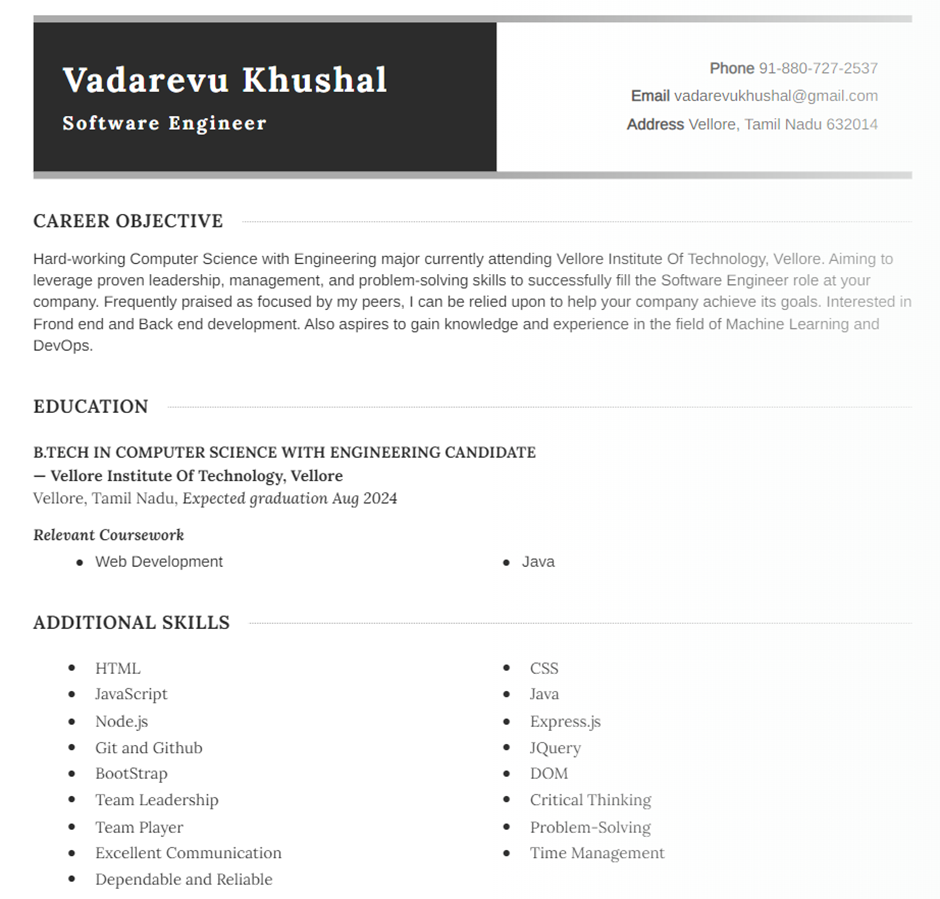 Vadarevu Khushal
Software Engineer
Phone 91-880-727-2537
Email vadarevukhushal@gmail.com
Address Vellore, Tamil Nadu 632014
CAREER OBJECTIVE
Hard-working Computer Science with Engineering major currently attending Vellore Institute Of Technology, Vellore. Aiming to
leverage proven leadership, management, and problem-solving skills to successfully fill the Software Engineer role at your
company. Frequently praised as focused by my peers, I can be relied upon to help your company achieve its goals. Interested in
Frond end and Back end development. Also aspires to gain knowledge and experience in the field of Machine Learning and
DevOps.
EDUCATION
B.TECH IN COMPUTER SCIENCE WITH ENGINEERING CANDIDATE
— Vellore Institute Of Technology, Vellore
Vellore, Tamil Nadu, Expected graduation Aug 2024
Relevant Coursework
● Web Development
● Java
ADDITIONAL SKILLS
● HTML
● CSS
● JavaScript
● Java
● Node.js
● Express.js
● Git and Github
● JQuery
● BootStrap
● DOM
● Team Leadership
● Critical Thinking
● Team Player
● Problem-Solving
● Excellent Communication
● Time Management
● Dependable and Reliable